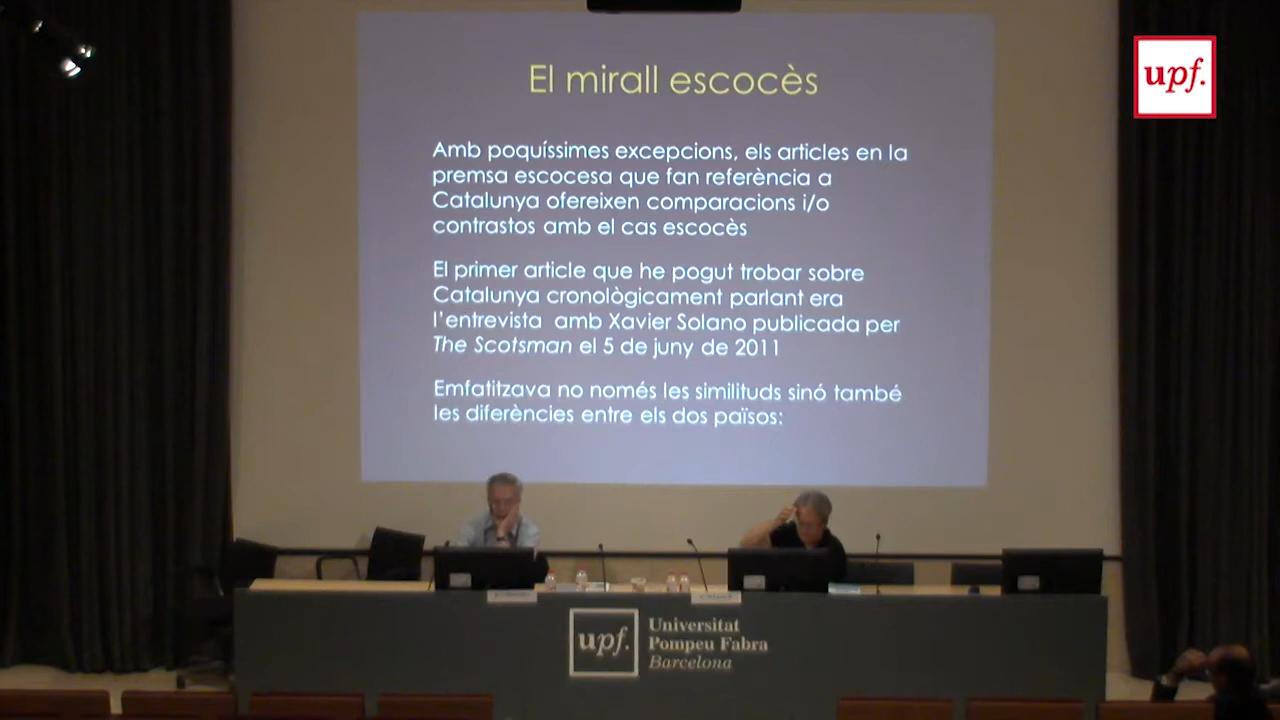 El mirall escocès
upf.
Amb poquíssimes excepcions, els articles en la
premsa escocesa que fan referència a
Catalunya ofereixen comparacions i/o
contrastos amb el cas escocès
El primer article que he pogut trobar sobre
Catalunya cronològicament parlant era
l'entrevista amb Xavier Solano publicada per
The Scotsman el 5 de juny de 2011
Emfatitzava no només les similituds sinó també
les diferències entre els dos països:
upf.
Universitat
Pompeu Fabra
Barcelona